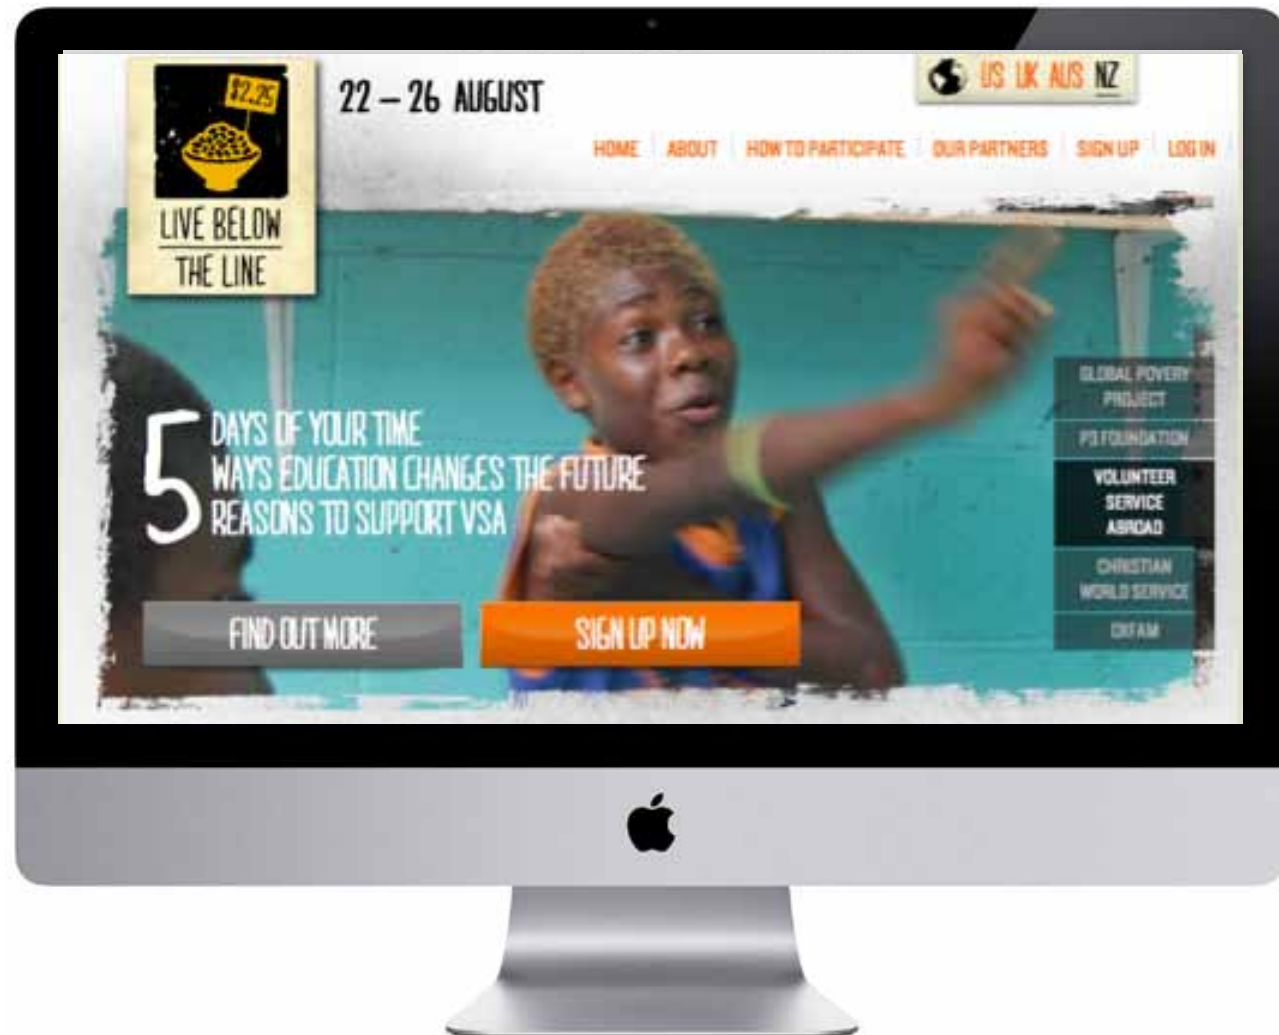 $2.25
LIVE BELOW
THE LINE
22 – 26 AUGUST
US UK AUS NZ
HOME ABOUT HOW TO PARTICIPATE OUR PARTNERS SIGN UP LOG IN
5
DAYS OF YOUR TIME
WAYS EDUCATION CHANGES THE FUTURE
REASONS TO SUPPORT VSA
FIND OUT MORE
SIGN UP NOW
GLOBAL POVERY
PROJECT
P3 FOUNDATION
VOLUNTEER
SERVICE
ABROAD
CHRISTIAN
WORLD SERVICE
OXFAM